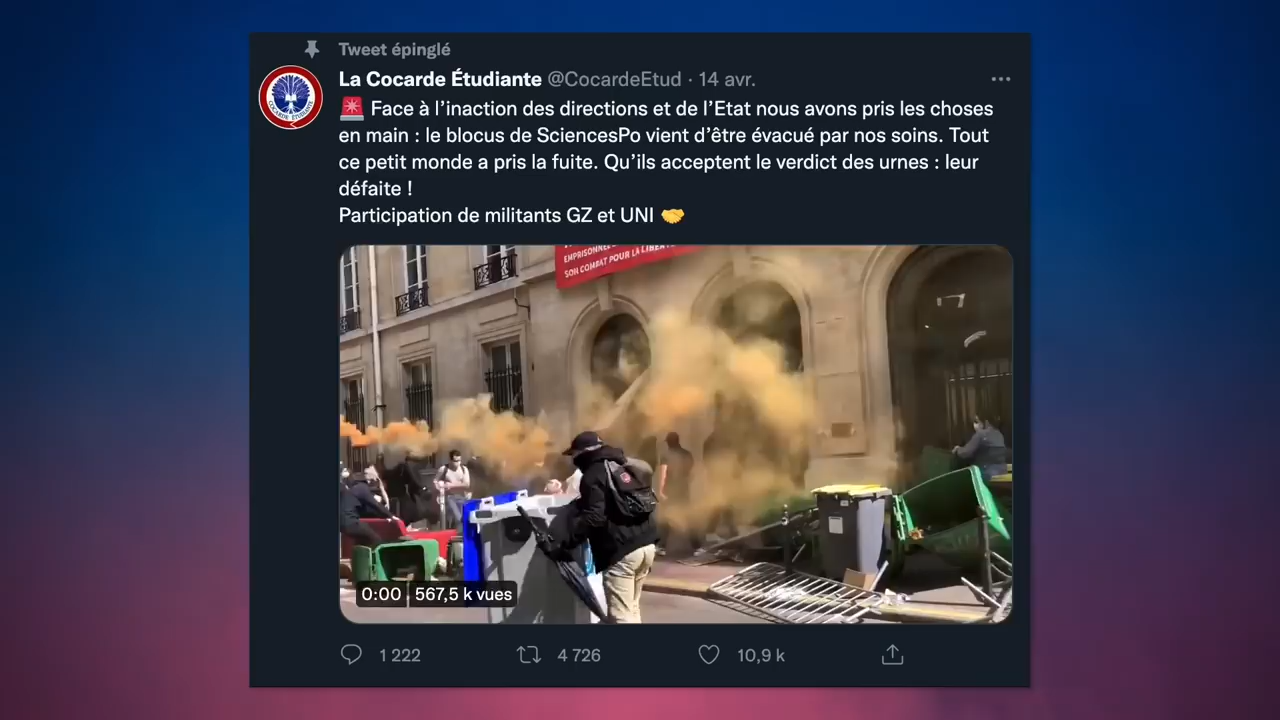 Tweet épinglé
La Cocarde Étudiante @CocardeEtud · 14 avr.
🚨 Face à l’inaction des directions et de l’Etat nous avons pris les choses
en main : le blocus de SciencesPo vient d’être évacué par nos soins. Tout
ce petit monde a pris la fuite. Qu’ils acceptent le verdict des urnes : leur
défaite !
Participation de militants GZ et UNI 🤝
SON COMBAT POUR LA
0:00 567,5 k vues
1 222 4 726 10,9 k